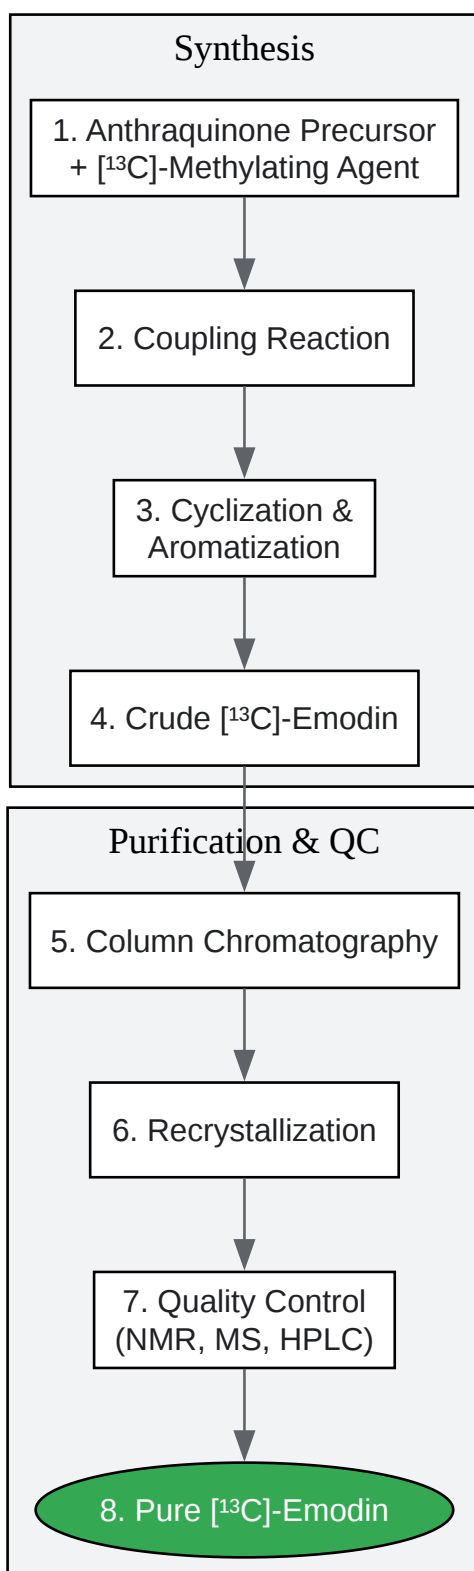 Synthesis
1. Anthraquinone Precursor
+ [¹³C]-Methylating Agent
2. Coupling Reaction
3. Cyclization &
Aromatization
4. Crude [¹³C]-Emodin
Purification & QC
5. Column Chromatography
6. Recrystallization
7. Quality Control
(NMR, MS, HPLC)
8. Pure [¹³C]-Emodin